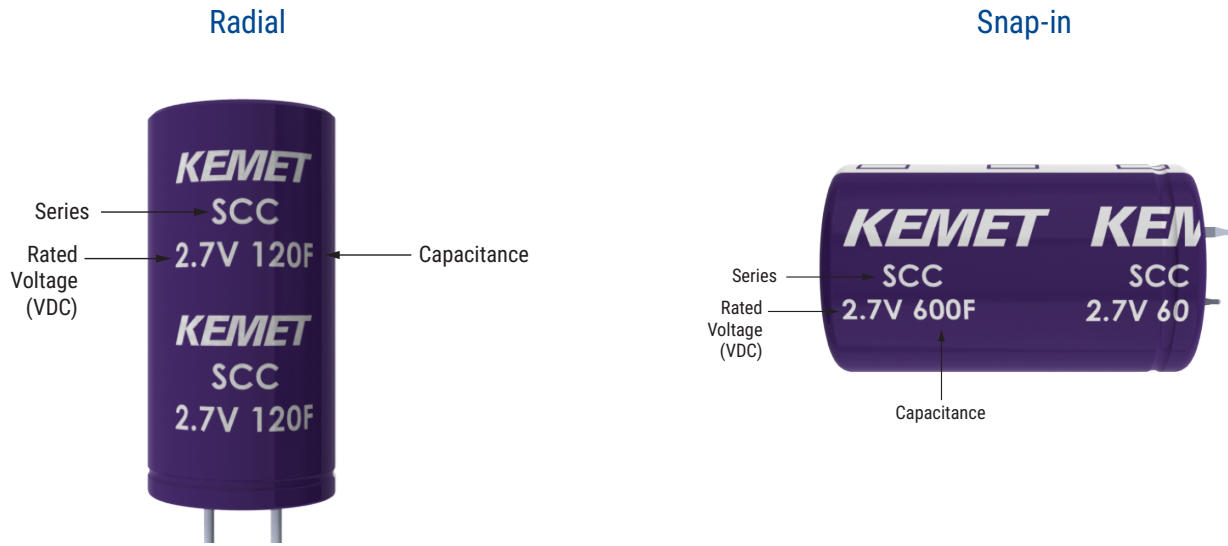 Radial
KEMET
SCC
2.7V 120F
KEMET
SCC
2.7V 120F
Series
Rated
Voltage
(VDC)
Capacitance
Snap-in
KEMET
SCC
2.7V 600F
KEM
SCC
2.7V 60
Series
Rated
Voltage
(VDC)
Capacitance